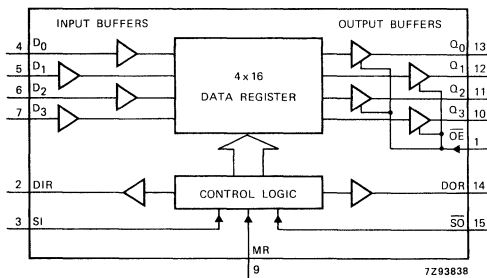 INPUT BUFFERS
OUTPUT BUFFERS
4 D0
5 D1
6 D2
7 D3
4 x 16
DATA REGISTER
Q0 13
Q1 12
Q2 11
Q3 10
OE
1
2 DIR
CONTROL LOGIC
DOR 14
3 SI
SO 15
MR
9
7Z93838